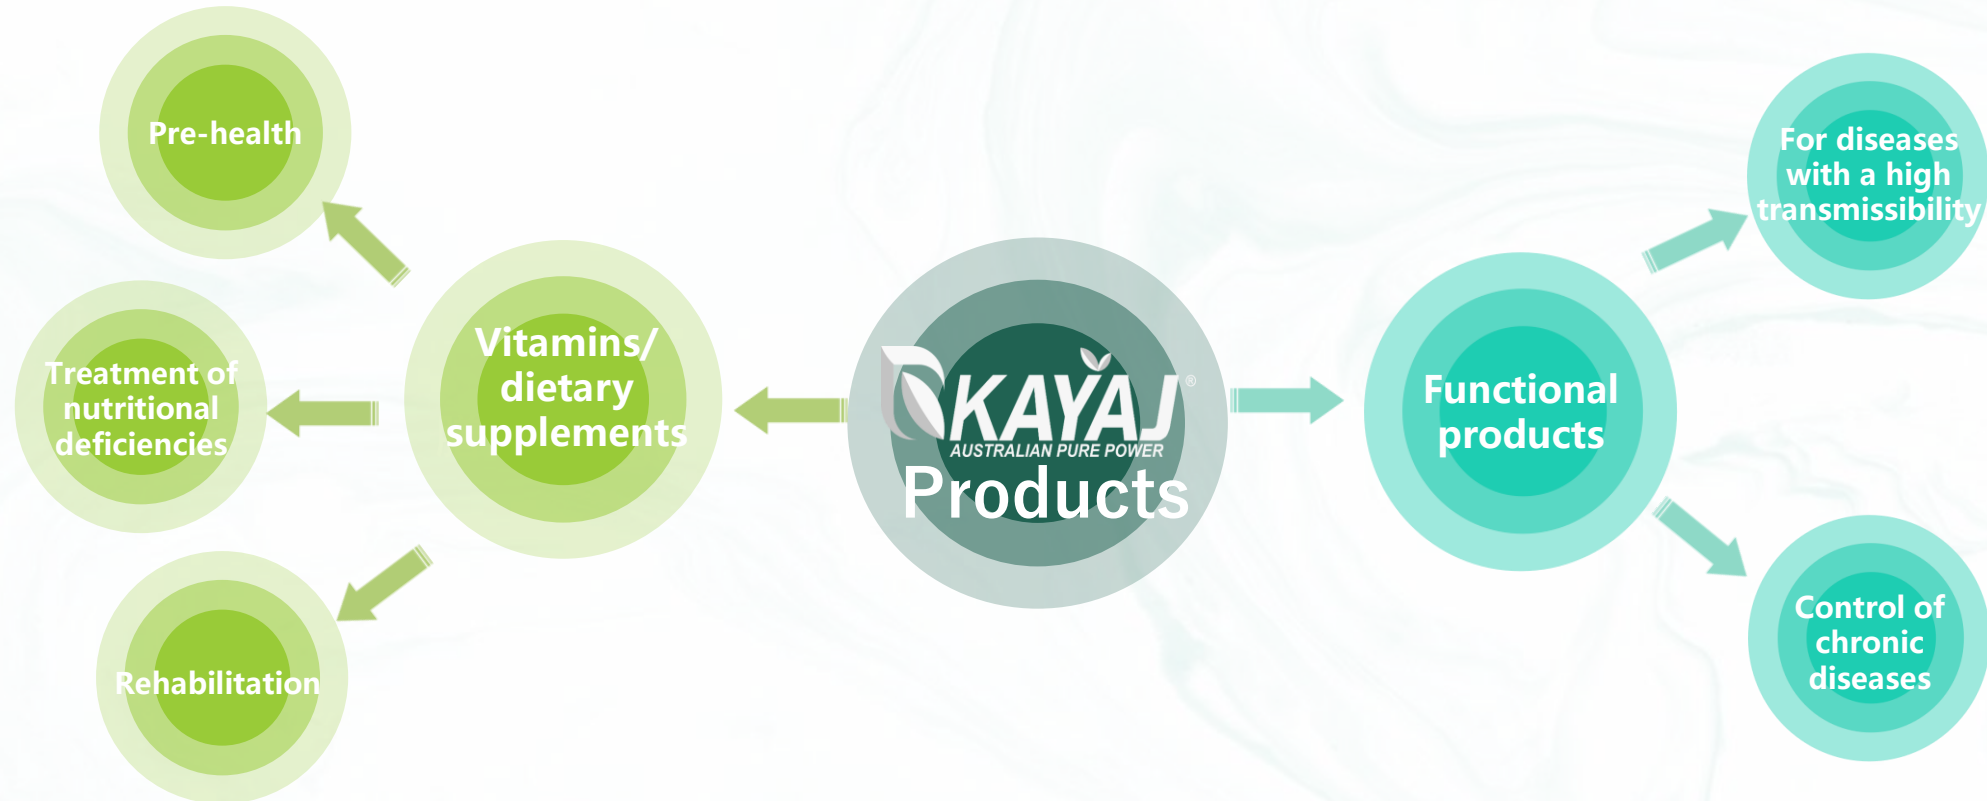 Pre-health
Treatment of
nutritional
deficiencies
Rehabilitation
Vitamins/
dietary
supplements
KAYAJ®
AUSTRALIAN PURE POWER
Products
Functional
products
For diseases
with a high
transmissibility
Control of
chronic
diseases